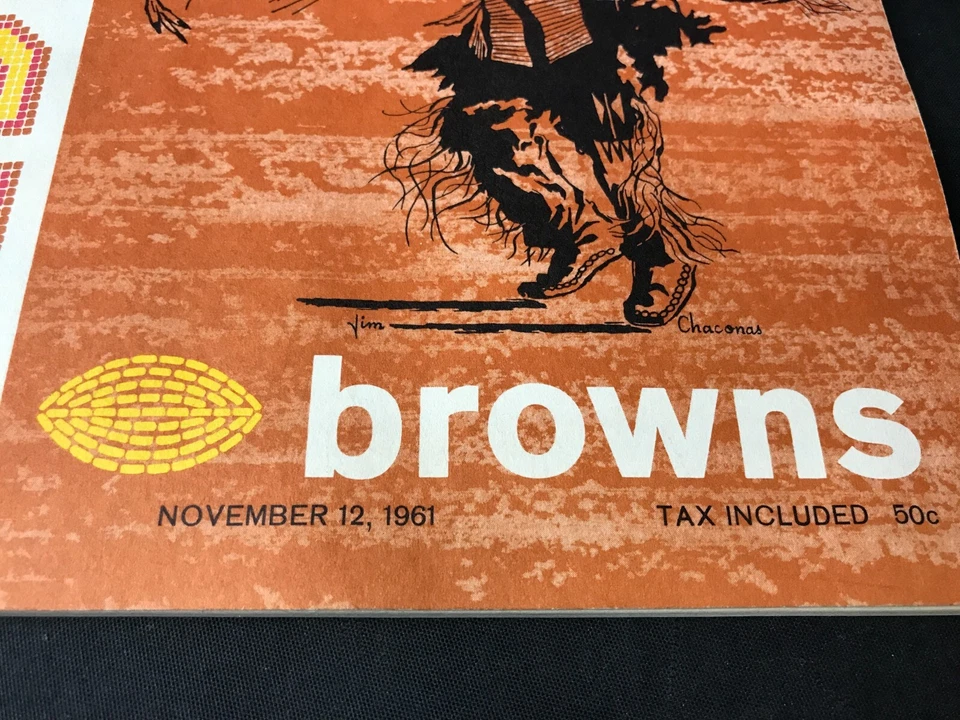 Jim Chaconas
browns
NOVEMBER 12, 1961 TAX INCLUDED 50c